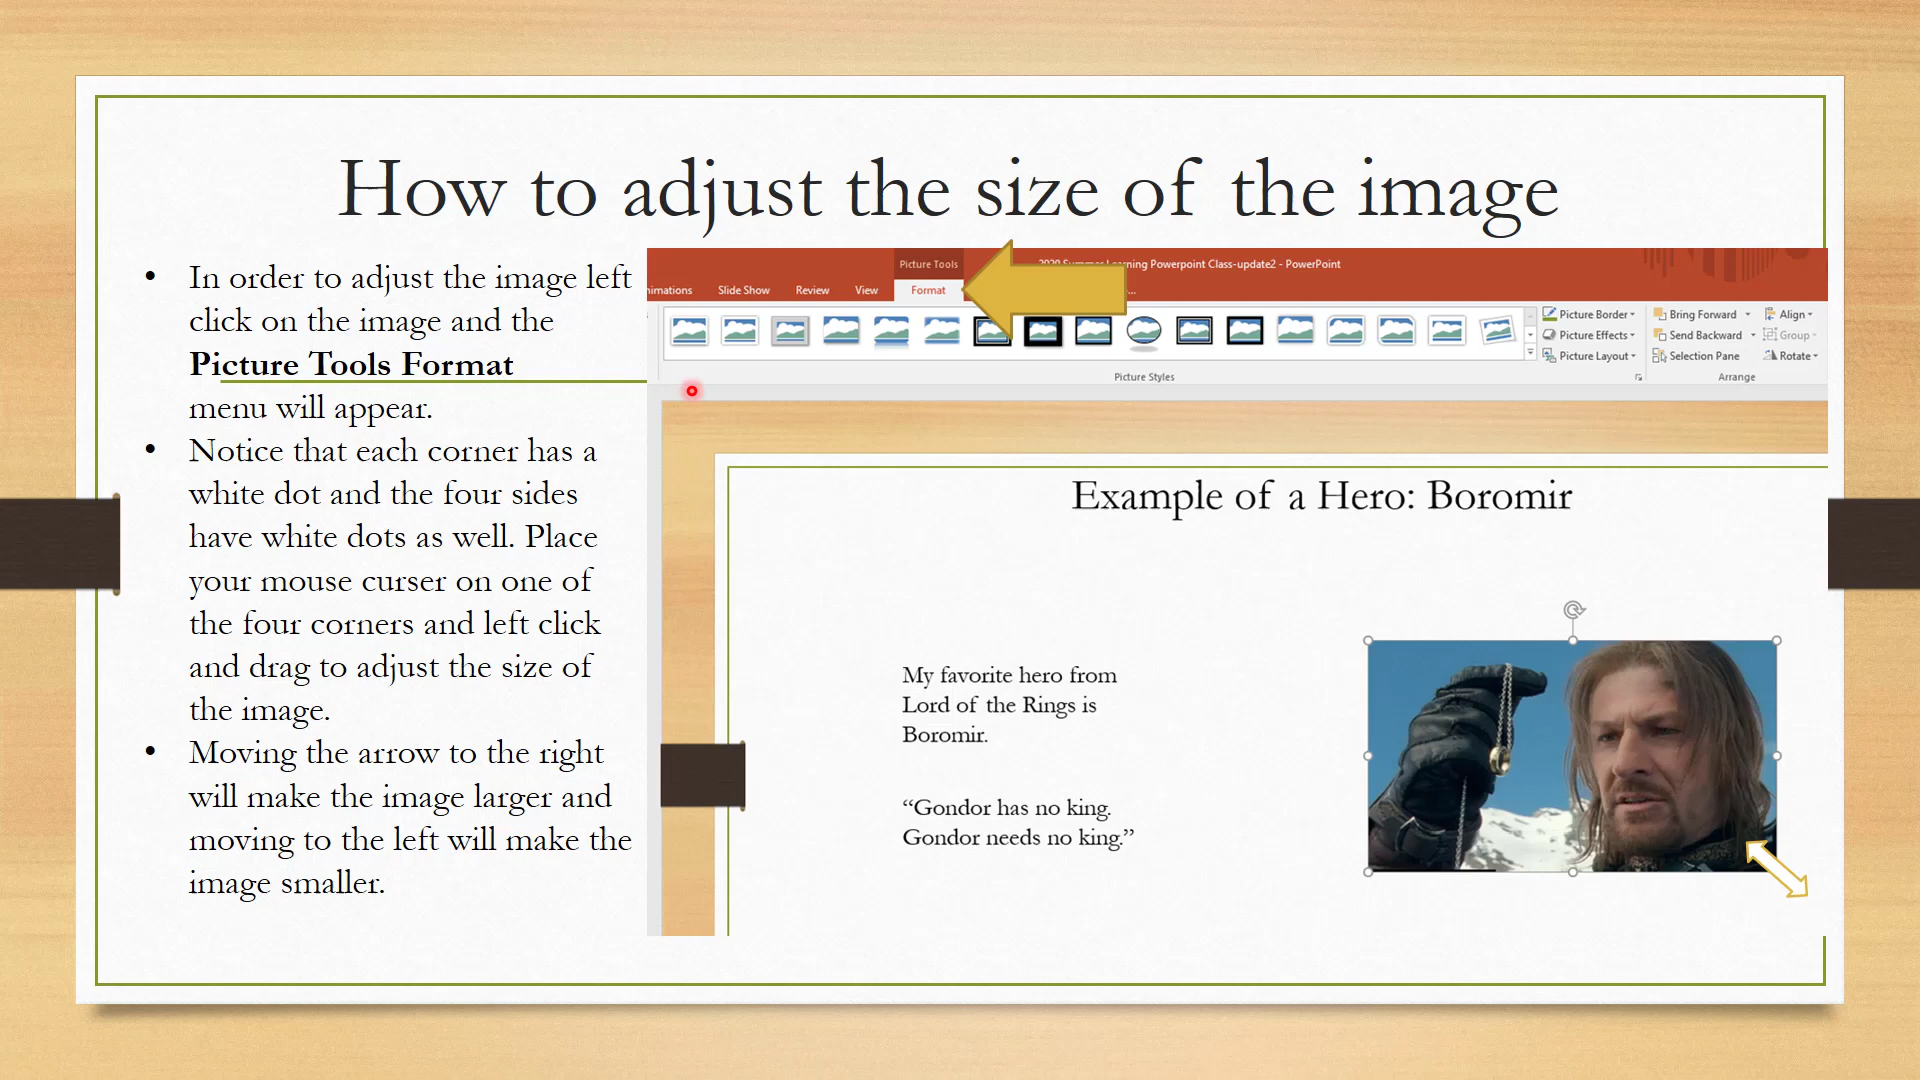 How to adjust the size of the image
• In order to adjust the image left
click on the image and the
Picture Tools Format
menu will appear.
• Notice that each corner has a
white dot and the four sides
have white dots as well. Place
your mouse curser on one of
the four corners and left click
and drag to adjust the size of
the image.
• Moving the arrow to the right
will make the image larger and
moving to the left will make the
image smaller.
Picture Tools
Powerpoint Class-update2 - PowerPoint
Slide Show Review View Format
Picture Border
Picture Effects
Picture Layout
Bring Forward
Send Backward
Selection Pane
Align
Group
Rotate
Picture Styles
Arrange
Example of a Hero: Boromir
My favorite hero from
Lord of the Rings is
Boromir.
“Gondor has no king.
Gondor needs no king.”